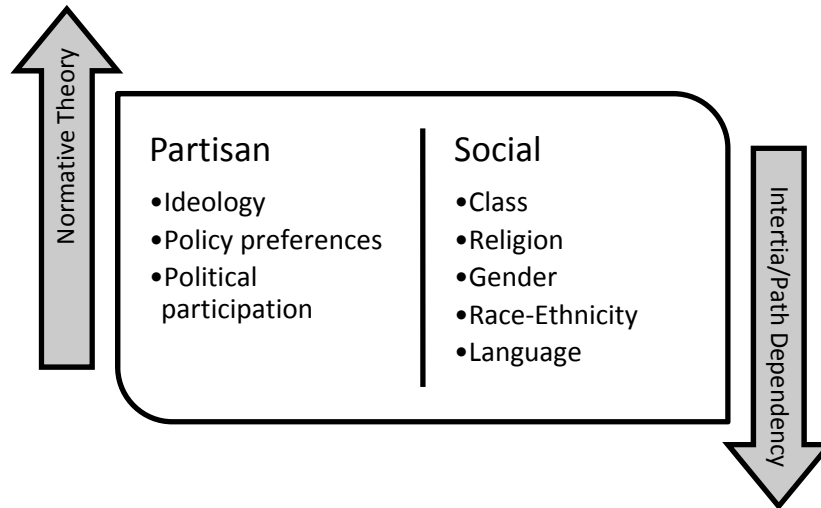 Normative Theory
Partisan
•Ideology
•Policy preferences
•Political
participation
Social
•Class
•Religion
•Gender
•Race-Ethnicity
•Language
Intertia/Path Dependency